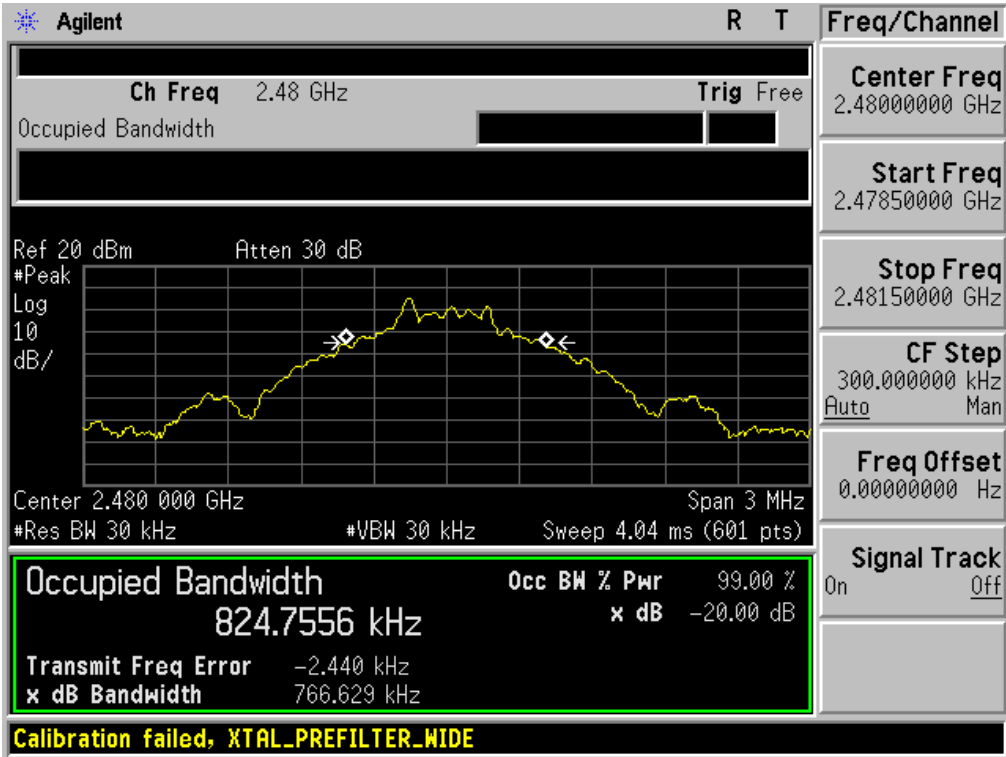 Agilent R T
Freq/Channel
Ch Freq 2.48 GHz Trig Free
Occupied Bandwidth
Center Freq
2.48000000 GHz
Start Freq
2.47850000 GHz
Stop Freq
2.48150000 GHz
CF Step
300.000000 kHz
Auto Man
Freq Offset
0.00000000 Hz
Signal Track
On Off
Ref 20 dBm Atten 30 dB
#Peak
Log
10
dB/
Center 2.480 000 GHz Span 3 MHz
#Res BW 30 kHz #VBW 30 kHz Sweep 4.04 ms (601 pts)
Occupied Bandwidth Occ BW % Pwr 99.00 %
824.7556 kHz x dB -20.00 dB
Transmit Freq Error -2.440 kHz
x dB Bandwidth 766.629 kHz
Calibration failed, XTAL_PREFILTER_WIDE